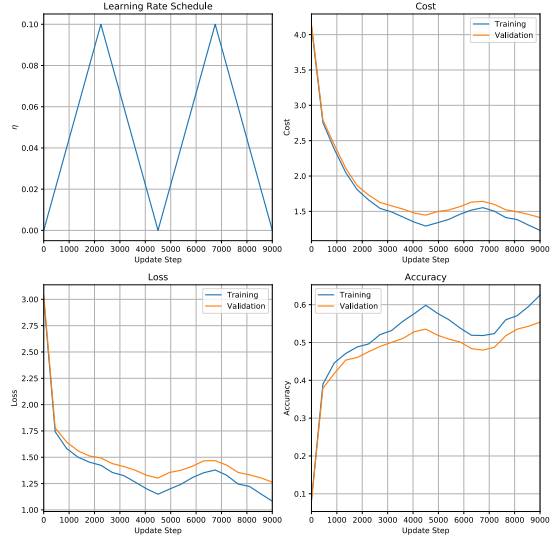 Learning Rate Schedule
0.10
0.08
0.06
0.04
0.02
0.00
η
0 1000 2000 3000 4000 5000 6000 7000 8000 9000
Update Step
Cost
Training
Validation
4.0
3.5
3.0
2.5
2.0
1.5
Cost
0 1000 2000 3000 4000 5000 6000 7000 8000 9000
Update Step
Loss
Training
Validation
3.00
2.75
2.50
2.25
2.00
1.75
1.50
1.25
1.00
Loss
0 1000 2000 3000 4000 5000 6000 7000 8000 9000
Update Step
Accuracy
Training
Validation
0.6
0.5
0.4
0.3
0.2
0.1
Accuracy
0 1000 2000 3000 4000 5000 6000 7000 8000 9000
Update Step